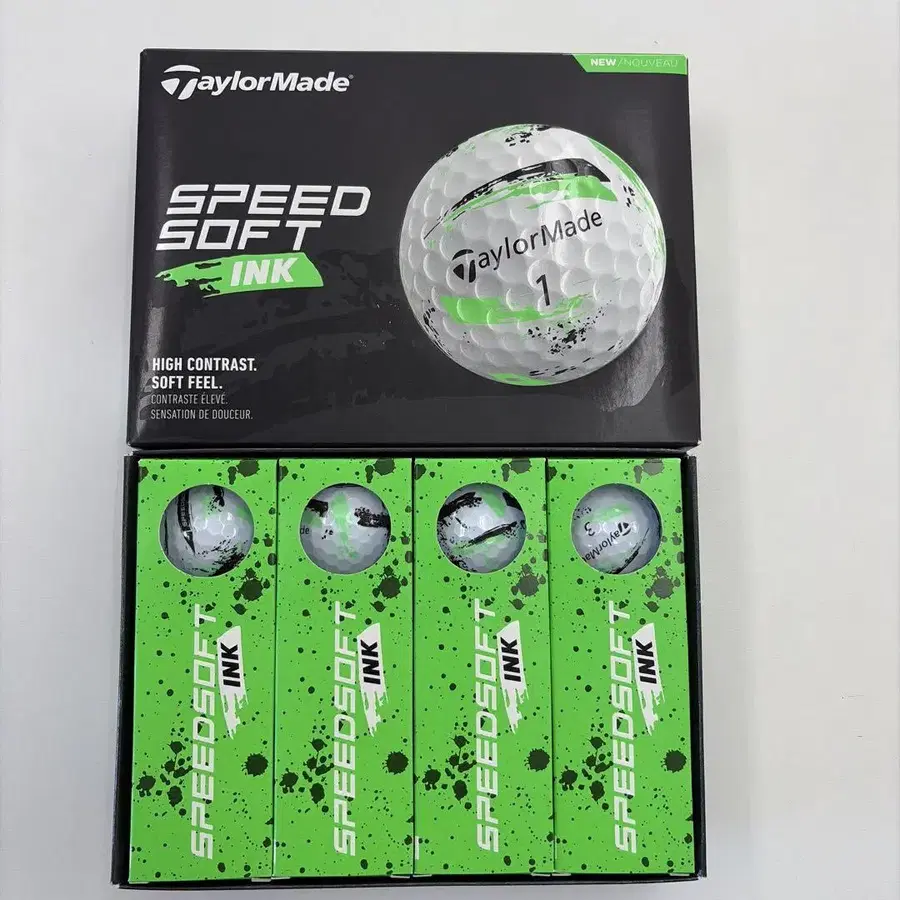 TaylorMade®
NEW/NOUVEAU
SPEED
SOFT
INK
TaylorMade
1
HIGH CONTRAST.
SOFT FEEL.
CONTRASTE ÉLEVÉ.
SENSATION DE DOUCEUR.
3
SPEEDSOFT
INK
SPEEDSOFT
INK
SPEEDSOFT
INK
SPEEDSOFT
INK